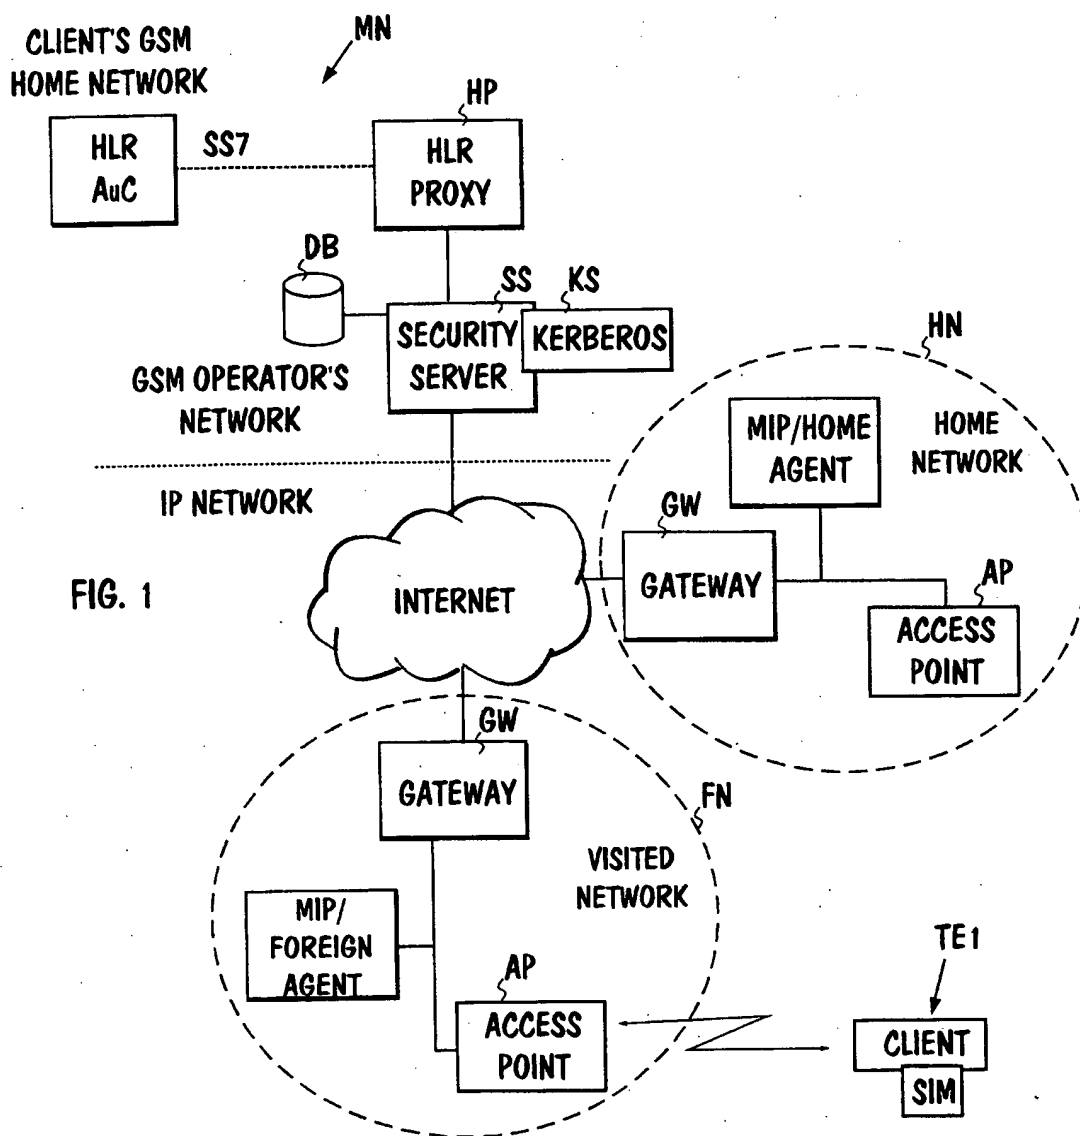 CLIENT'S GSM
HOME NETWORK
MN
HP
HLR
AuC
SS7
HLR
PROXY
DB
SS
KS
SECURITY
SERVER
KERBEROS
GSM OPERATOR'S
NETWORK
HN
MIP/HOME
AGENT
HOME
NETWORK
IP NETWORK
GW
GATEWAY
AP
ACCESS
POINT
FIG. 1
INTERNET
GW
GATEWAY
FN
VISITED
NETWORK
MIP/
FOREIGN
AGENT
AP
ACCESS
POINT
TE1
CLIENT
SIM